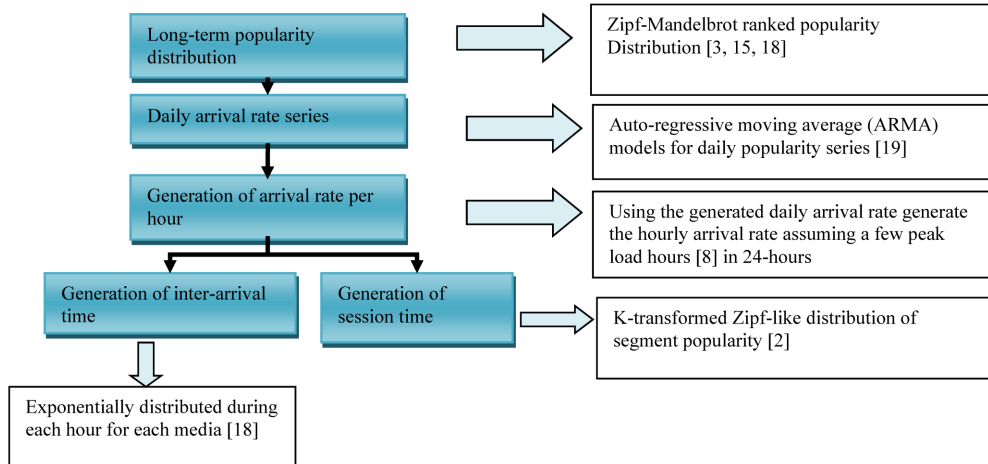 Long-term popularity
distribution
Zipf-Mandelbrot ranked popularity
Distribution [3, 15, 18]
Daily arrival rate series
Auto-regressive moving average (ARMA)
models for daily popularity series [19]
Generation of arrival rate per
hour
Using the generated daily arrival rate generate
the hourly arrival rate assuming a few peak
load hours [8] in 24-hours
Generation of inter-arrival
time
Generation of
session time
K-transformed Zipf-like distribution of
segment popularity [2]
Exponentially distributed during
each hour for each media [18]